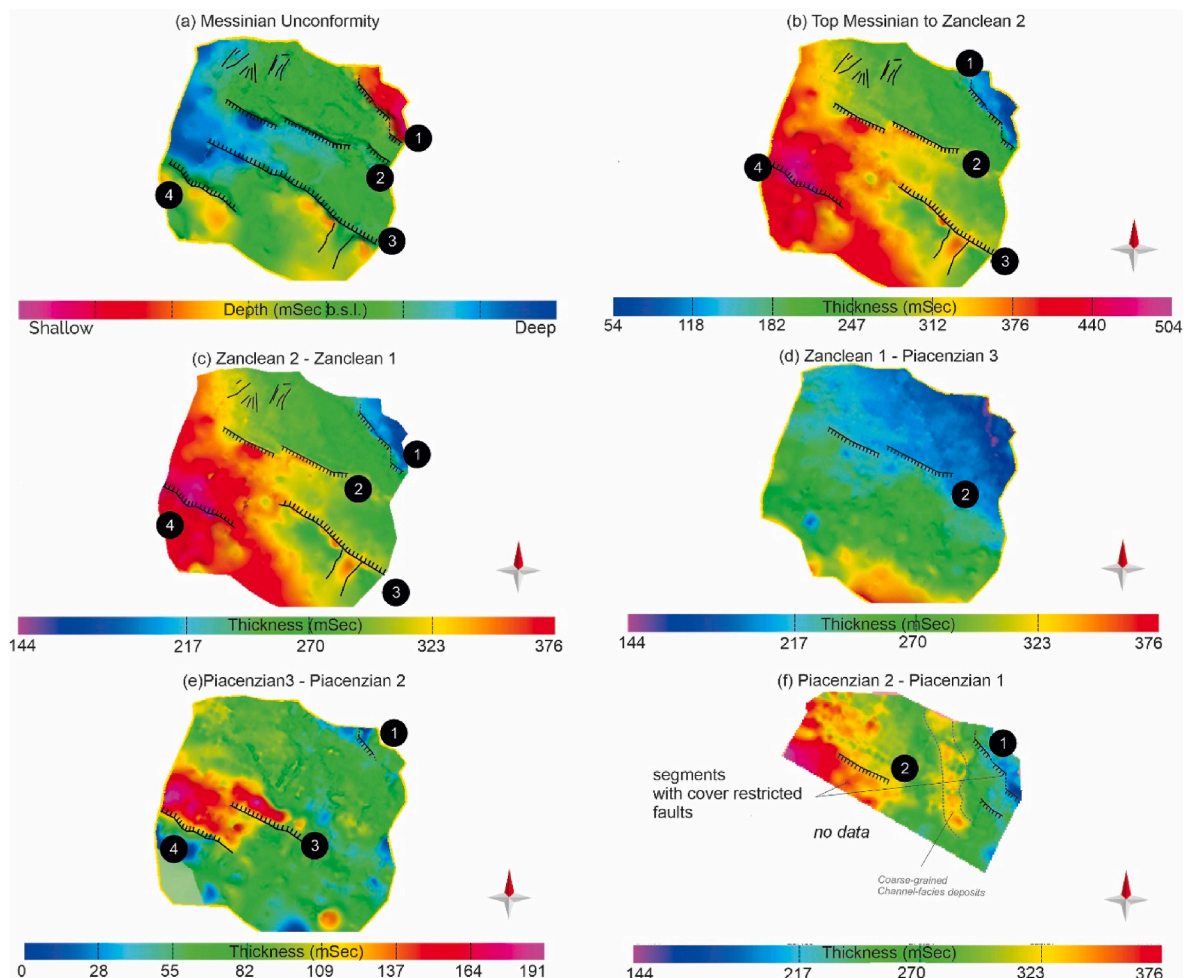 (a) Messinian Unconformity
1
2
4
3
Depth (mSec b.s.l.)
Shallow
Deep
(b) Top Messinian to Zanclean 2
1
4
2
3
Thickness (mSec)
54 118 182 247 312 376 440 504
(c) Zanclean 2 - Zanclean 1
1
2
4
3
Thickness (mSec)
144 217 270 323 376
(d) Zanclean 1 - Piacenzian 3
2
Thickness (mSec)
144 217 270 323 376
(e)Piacenzian3 - Piacenzian 2
1
3
4
Thickness (mSec)
0 28 55 82 109 137 164 191
(f) Piacenzian 2 - Piacenzian 1
1
2
segments
with cover restricted
faults
no data
Coarse-grained
Channel-facies deposits
Thickness (mSec)
144 217 270 323 376